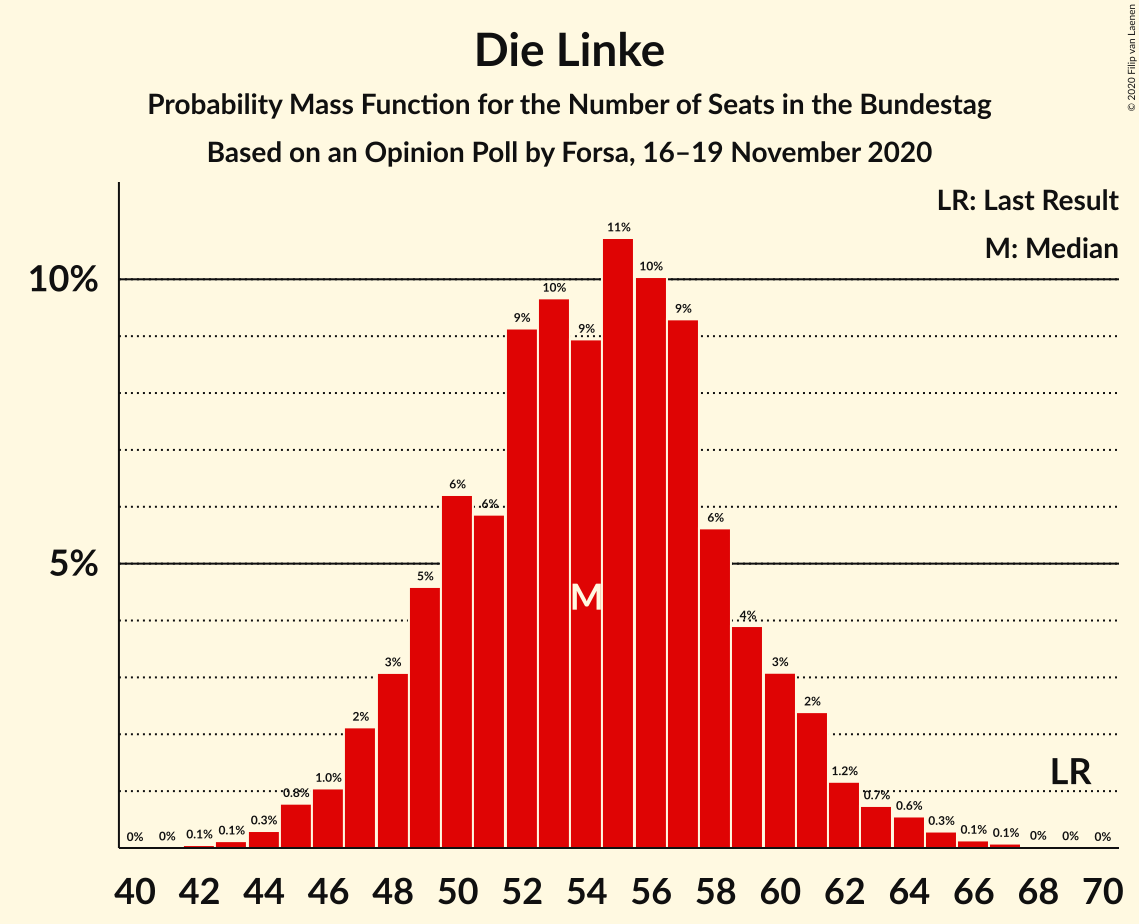 Die Linke
Probability Mass Function for the Number of Seats in the Bundestag
Based on an Opinion Poll by Forsa, 16–19 November 2020
© 2020 Filip van Laenen
LR: Last Result
M: Median
10%
5%
0% 0% 0.1% 0.1% 0.3% 0.8% 1.0% 2% 3% 5% 6% 6% 9% 10% 9% 11% 10% 9% 6% 4% 3% 2% 1.2% 0.7% 0.6% 0.3% 0.1% 0.1% 0% 0% 0%
M
LR
40 42 44 46 48 50 52 54 56 58 60 62 64 66 68 70